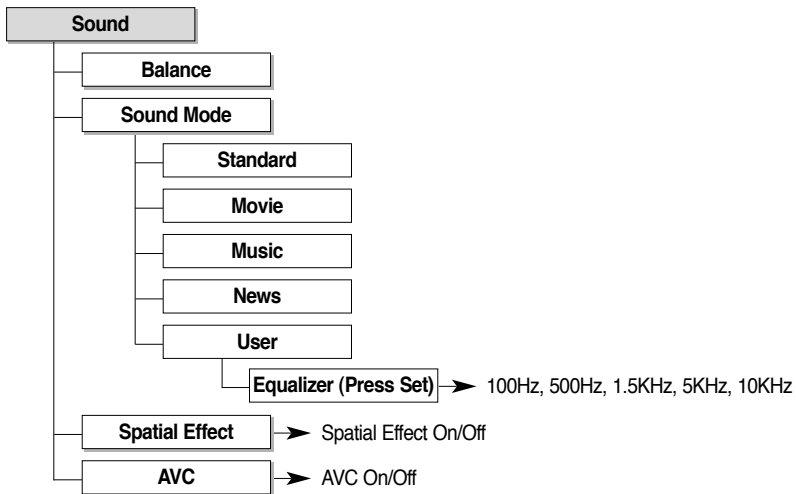 Sound
Balance
Sound Mode
Standard
Movie
Music
News
User
Equalizer (Press Set) 100Hz, 500Hz, 1.5KHz, 5KHz, 10KHz
Spatial Effect Spatial Effect On/Off
AVC AVC On/Off